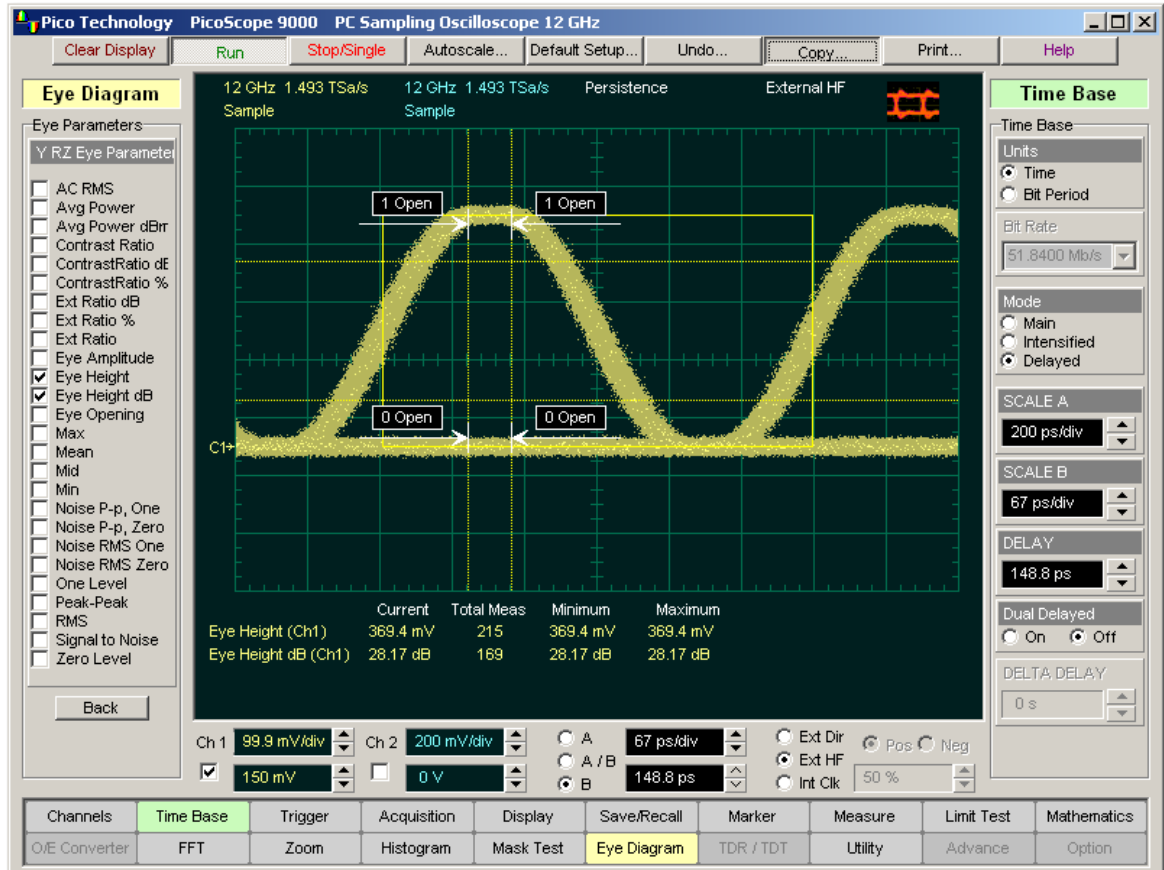 Pico Technology PicoScope 9000 PC Sampling Oscilloscope 12 GHz
Clear Display Run Stop/Single Autoscale... Default Setup... Undo... Copy... Print... Help
Eye Diagram
Eye Parameters
Y RZ Eye Parameter
AC RMS
Avg Power
Avg Power dBm
Contrast Ratio
ContrastRatio dE
ContrastRatio %
Ext Ratio dB
Ext Ratio %
Ext Ratio
Eye Amplitude
Eye Height
Eye Height dB
Eye Opening
Max
Mean
Mid
Min
Noise P-p, One
Noise P-p, Zero
Noise RMS One
Noise RMS Zero
One Level
Peak-Peak
RMS
Signal to Noise
Zero Level
Back
12 GHz 1.493 TSa/s 12 GHz 1.493 TSa/s Persistence External HF
Sample Sample
1 Open 1 Open
0 Open 0 Open
C1
Current Total Meas Minimum Maximum
Eye Height (Ch1) 369.4 mV 215 369.4 mV 369.4 mV
Eye Height dB (Ch1) 28.17 dB 169 28.17 dB 28.17 dB
Time Base
Time Base
Units
Time
Bit Period
Bit Rate
51.8400 Mb/s
Mode
Main
Intensified
Delayed
SCALE A
200 ps/div
SCALE B
67 ps/div
DELAY
148.8 ps
Dual Delayed
On Off
DELTA DELAY
0 s
Ch 1 99.9 mV/div Ch 2 200 mV/div A 67 ps/div Ext Dir Pos Neg
A / B Ext HF
150 mV 0 V B 148.8 ps Int Clk 50 %
Channels Time Base Trigger Acquisition Display Save/Recall Marker Measure Limit Test Mathematics
O/E Converter FFT Zoom Histogram Mask Test Eye Diagram TDR / TDT Utility Advance Option